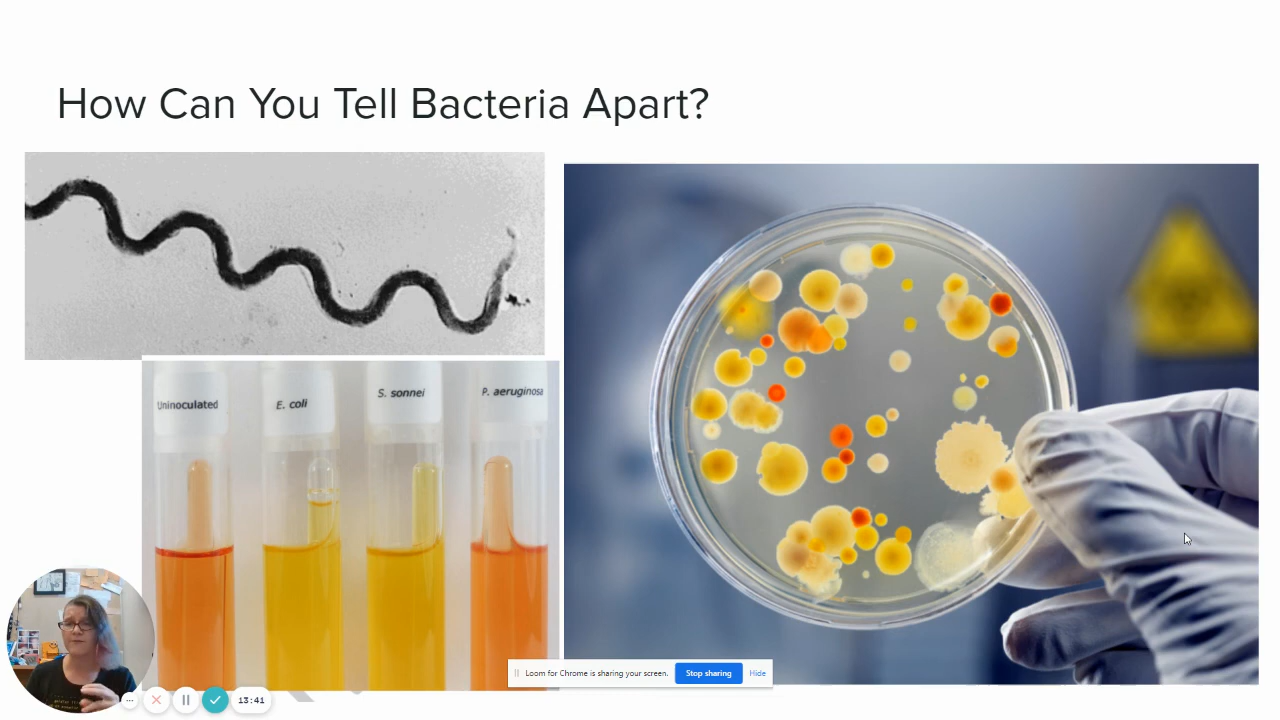 How Can You Tell Bacteria Apart?
Uninoculated
E. coli
S. sonnei
P. aeruginosa
Loom for Chrome is sharing your screen.
Stop sharing
Hide
13:41